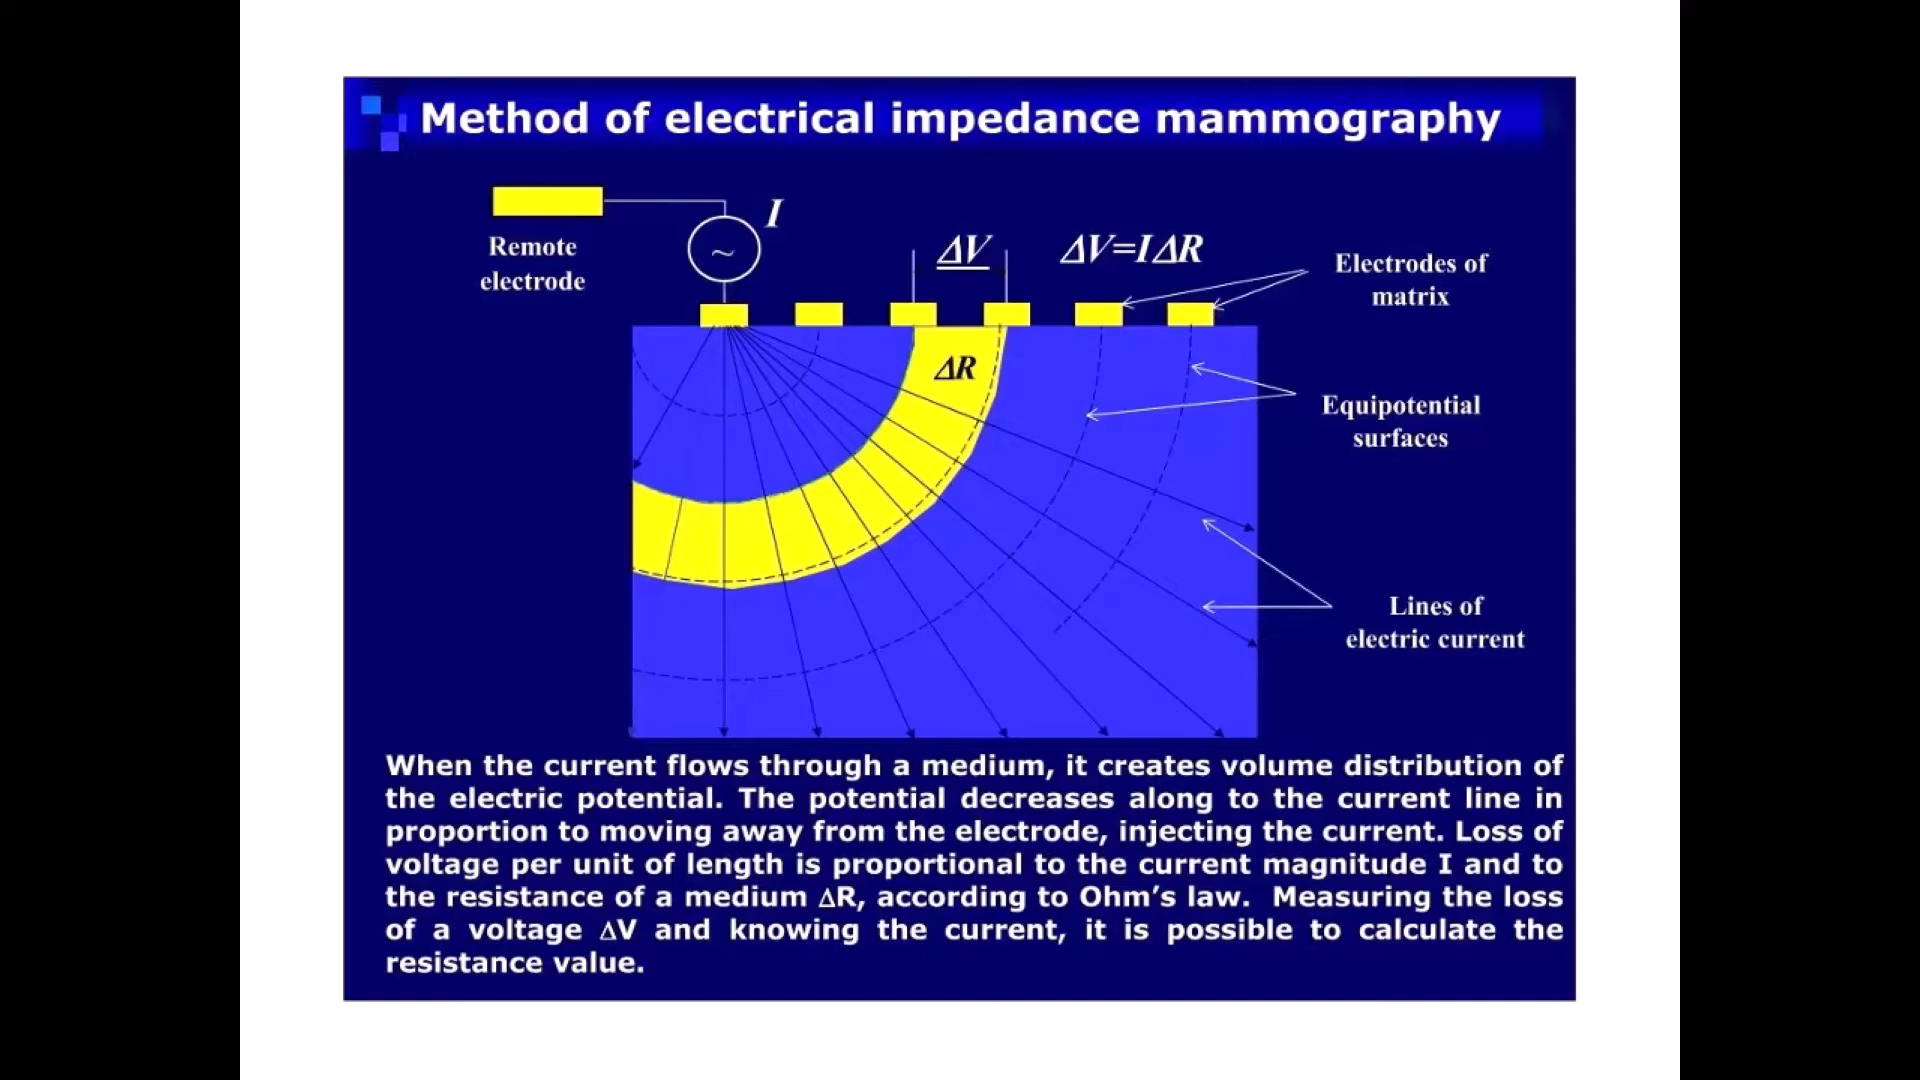 Method of electrical impedance mammography
Remote
electrode
I
~
ΔV
ΔV=IΔR
Electrodes of
matrix
ΔR
Equipotential
surfaces
Lines of
electric current
When the current flows through a medium, it creates volume distribution of
the electric potential. The potential decreases along to the current line in
proportion to moving away from the electrode, injecting the current. Loss of
voltage per unit of length is proportional to the current magnitude I and to
the resistance of a medium ΔR, according to Ohm’s law. Measuring the loss
of a voltage ΔV and knowing the current, it is possible to calculate the
resistance value.